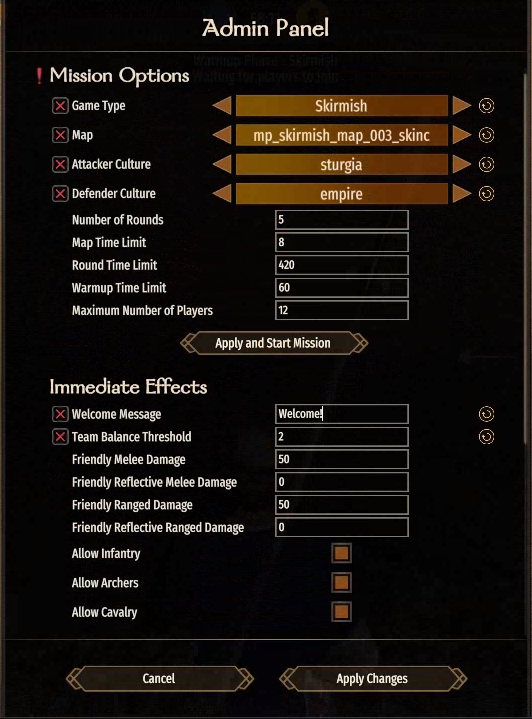 Admin Panel
! Mission Options
Game Type Skirmish
Map mp_skirmish_map_003_skinc
Attacker Culture sturgia
Defender Culture empire
Number of Rounds 5
Map Time Limit 8
Round Time Limit 420
Warmup Time Limit 60
Maximum Number of Players 12
Apply and Start Mission
Immediate Effects
Welcome Message Welcome!
Team Balance Threshold 2
Friendly Melee Damage 50
Friendly Reflective Melee Damage 0
Friendly Ranged Damage 50
Friendly Reflective Ranged Damage 0
Allow Infantry
Allow Archers
Allow Cavalry
Cancel Apply Changes